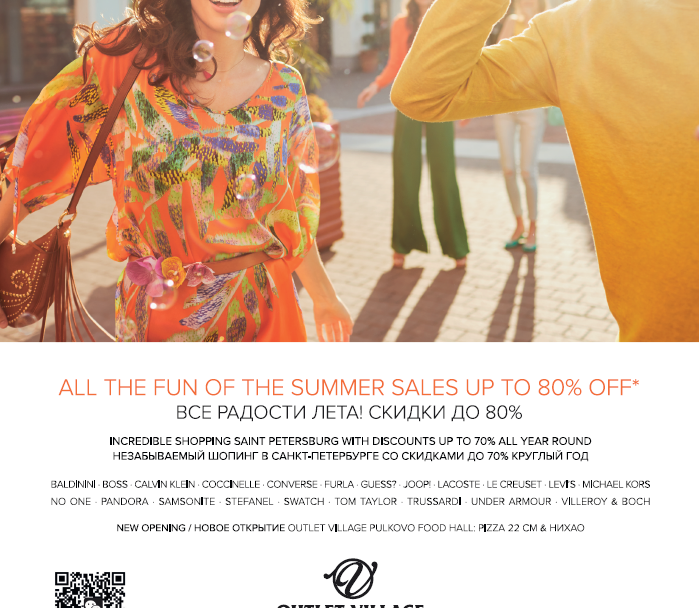 ALL THE FUN OF THE SUMMER SALES UP TO 80% OFF*
ВСЕ РАДОСТИ ЛЕТА! СКИДКИ ДО 80%
INCREDIBLE SHOPPING SAINT PETERSBURG WITH DISCOUNTS UP TO 70% ALL YEAR ROUND
НЕЗАБЫВАЕМЫЙ ШОПИНГ В САНКТ-ПЕТЕРБУРГЕ СО СКИДКАМИ ДО 70% КРУГЛЫЙ ГОД
BALDININI · BOSS · CALVIN KLEIN · COCCINELLE · CONVERSE · FURLA · GUESS? · JOOP! · LACOSTE · LE CREUSET · LEVI'S · MICHAEL KORS
NO ONE · PANDORA · SAMSONITE · STEFANEL · SWATCH · TOM TAYLOR · TRUSSARDI · UNDER ARMOUR · VILLEROY & BOCH
NEW OPENING / НОВОЕ ОТКРЫТИЕ OUTLET VILLAGE PULKOVO FOOD HALL: PIZZA 22 CM & НИХАО
OUTLET VILLAGE